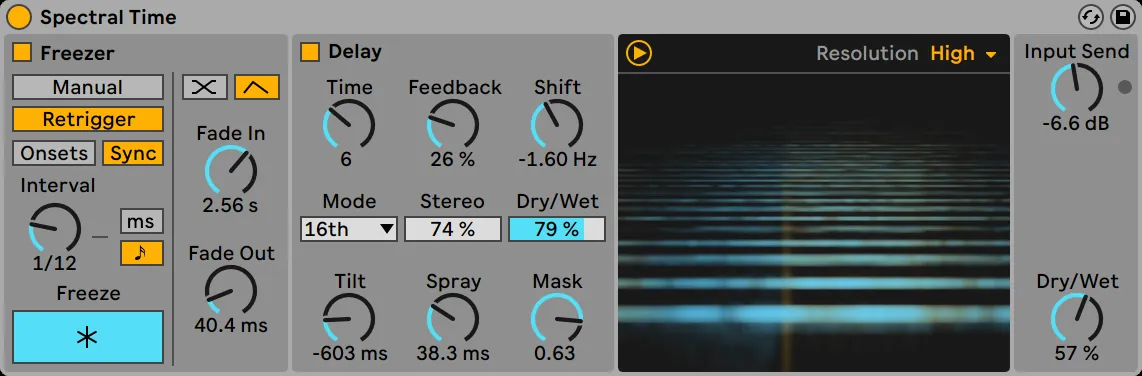 Spectral Time
Freezer
Manual
Retrigger
Onsets Sync
Interval
1/12
ms
Freeze
Fade In
2.56 s
Fade Out
40.4 ms
Delay
Time Feedback Shift
6 26 % -1.60 Hz
Mode Stereo Dry/Wet
16th 74 % 79 %
Tilt Spray Mask
-603 ms 38.3 ms 0.63
Resolution High
Input Send
-6.6 dB
Dry/Wet
57 %